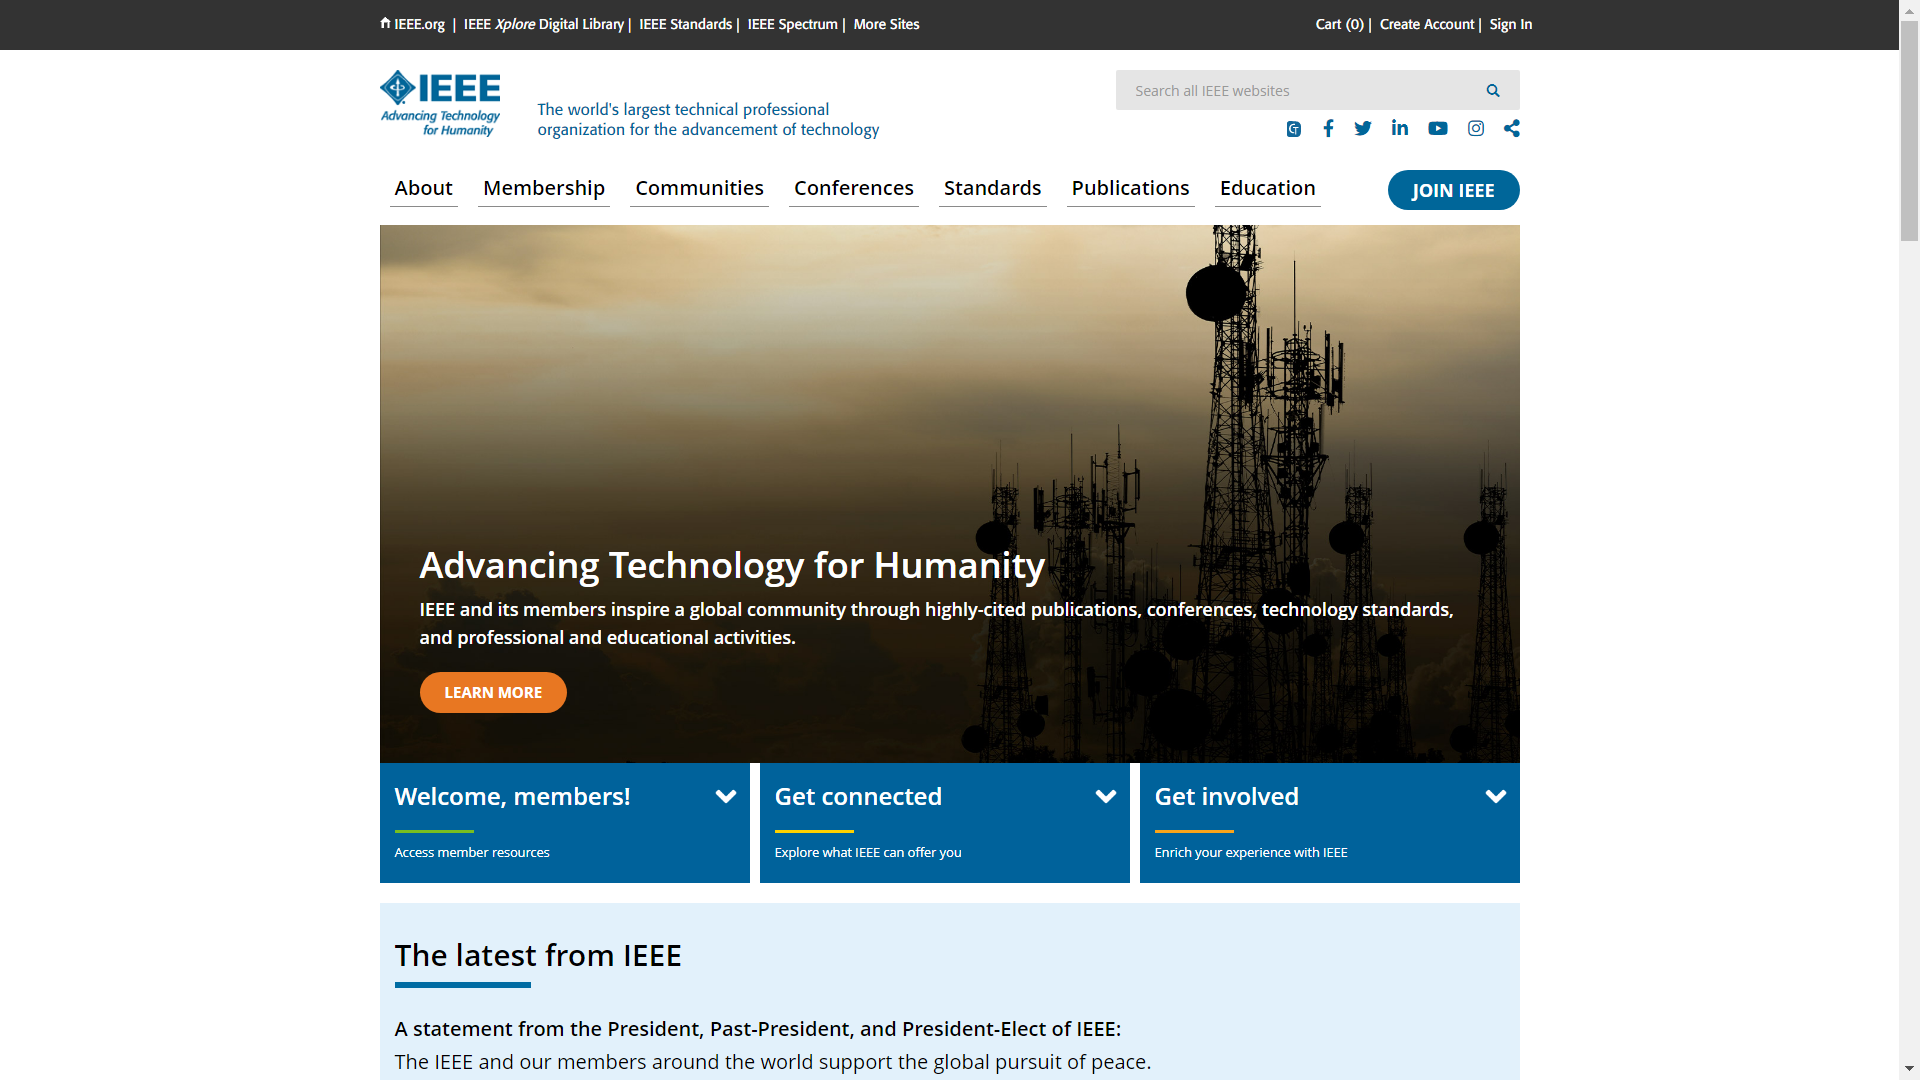 IEEE.org | IEEE Xplore Digital Library | IEEE Standards | IEEE Spectrum | More Sites
Cart (0) | Create Account | Sign In
IEEE
Advancing Technology
for Humanity
The world's largest technical professional
organization for the advancement of technology
Search all IEEE websites
About Membership Communities Conferences Standards Publications Education
JOIN IEEE
Advancing Technology for Humanity
IEEE and its members inspire a global community through highly-cited publications, conferences, technology standards,
and professional and educational activities.
LEARN MORE
Welcome, members!
Access member resources
Get connected
Explore what IEEE can offer you
Get involved
Enrich your experience with IEEE
The latest from IEEE
A statement from the President, Past-President, and President-Elect of IEEE:
The IEEE and our members around the world support the global pursuit of peace.